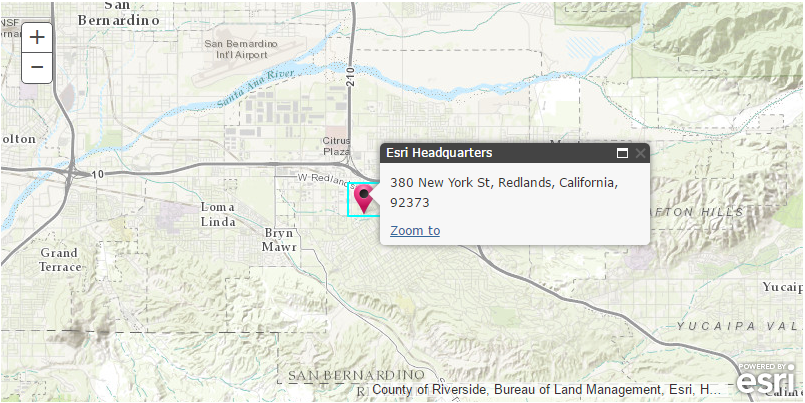 San
Bernardino
NSF
+
−
San Bernardino
Int'l Airport
Santa Ana River
210
olton
Citrus
Plaza
Esri Headquarters
10
W Redlands
380 New York St, Redlands, California,
92373
Zoom to
Loma
Linda
AFTON HILLS
Bryn
Mawr
Grand
Terrace
Yucaip
YUCAIPA VAL
POWERED BY
esri
SAN BERNARDINO
R
County of Riverside, Bureau of Land Management, Esri, H...